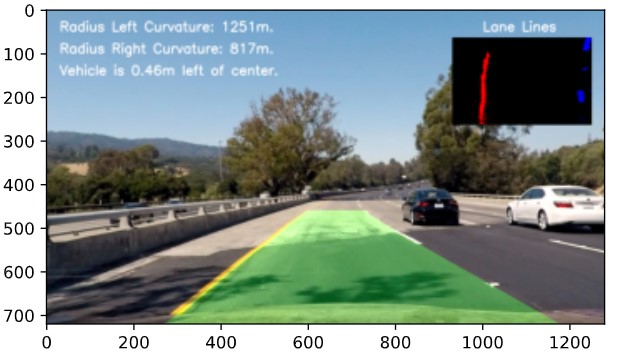 Radius Left Curvature: 1251m.
Radius Right Curvature: 817m.
Vehicle is 0.46m left of center.
Lane Lines
0
100
200
300
400
500
600
700
0 200 400 600 800 1000 1200